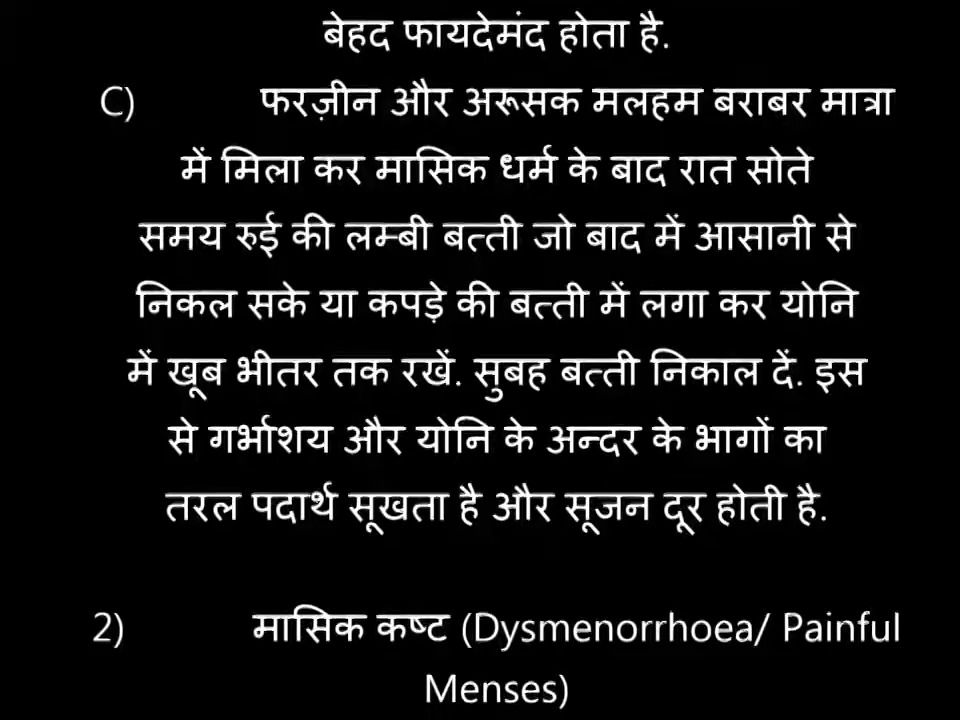 बेहद फायदेमंद होता है.
C) फरज़ीन और अरूसक मलहम बराबर मात्रा
में मिला कर मासिक धर्म के बाद रात सोते
समय रुई की लम्बी बत्ती जो बाद में आसानी से
निकल सके या कपड़े की बत्ती में लगा कर योनि
में खूब भीतर तक रखें. सुबह बत्ती निकाल दें. इस
से गर्भाशय और योनि के अन्दर के भागों का
तरल पदार्थ सूखता है और सूजन दूर होती है.
2) मासिक कष्ट (Dysmenorrhoea/ Painful
Menses)